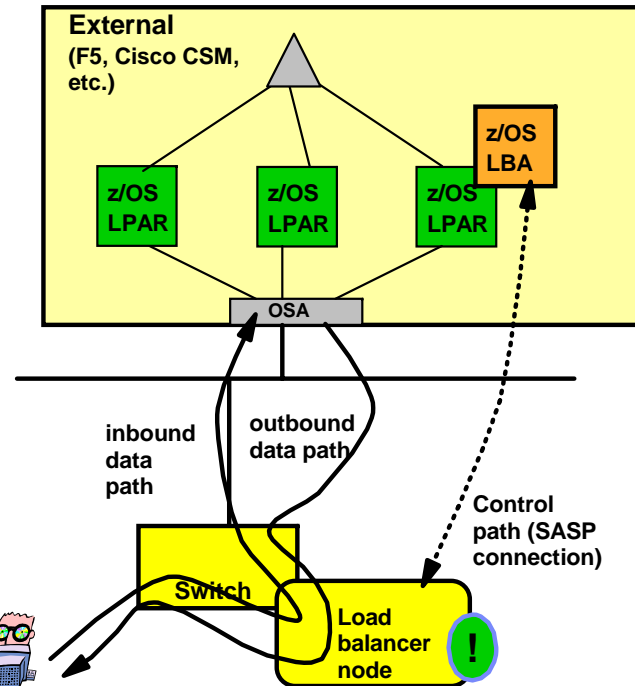 External
(F5, Cisco CSM,
etc.)
z/OS
LBA
z/OS
LPAR
z/OS
LPAR
z/OS
LPAR
OSA
inbound
data
path
outbound
data path
Control
path (SASP
connection)
Switch
Load
balancer
node
!